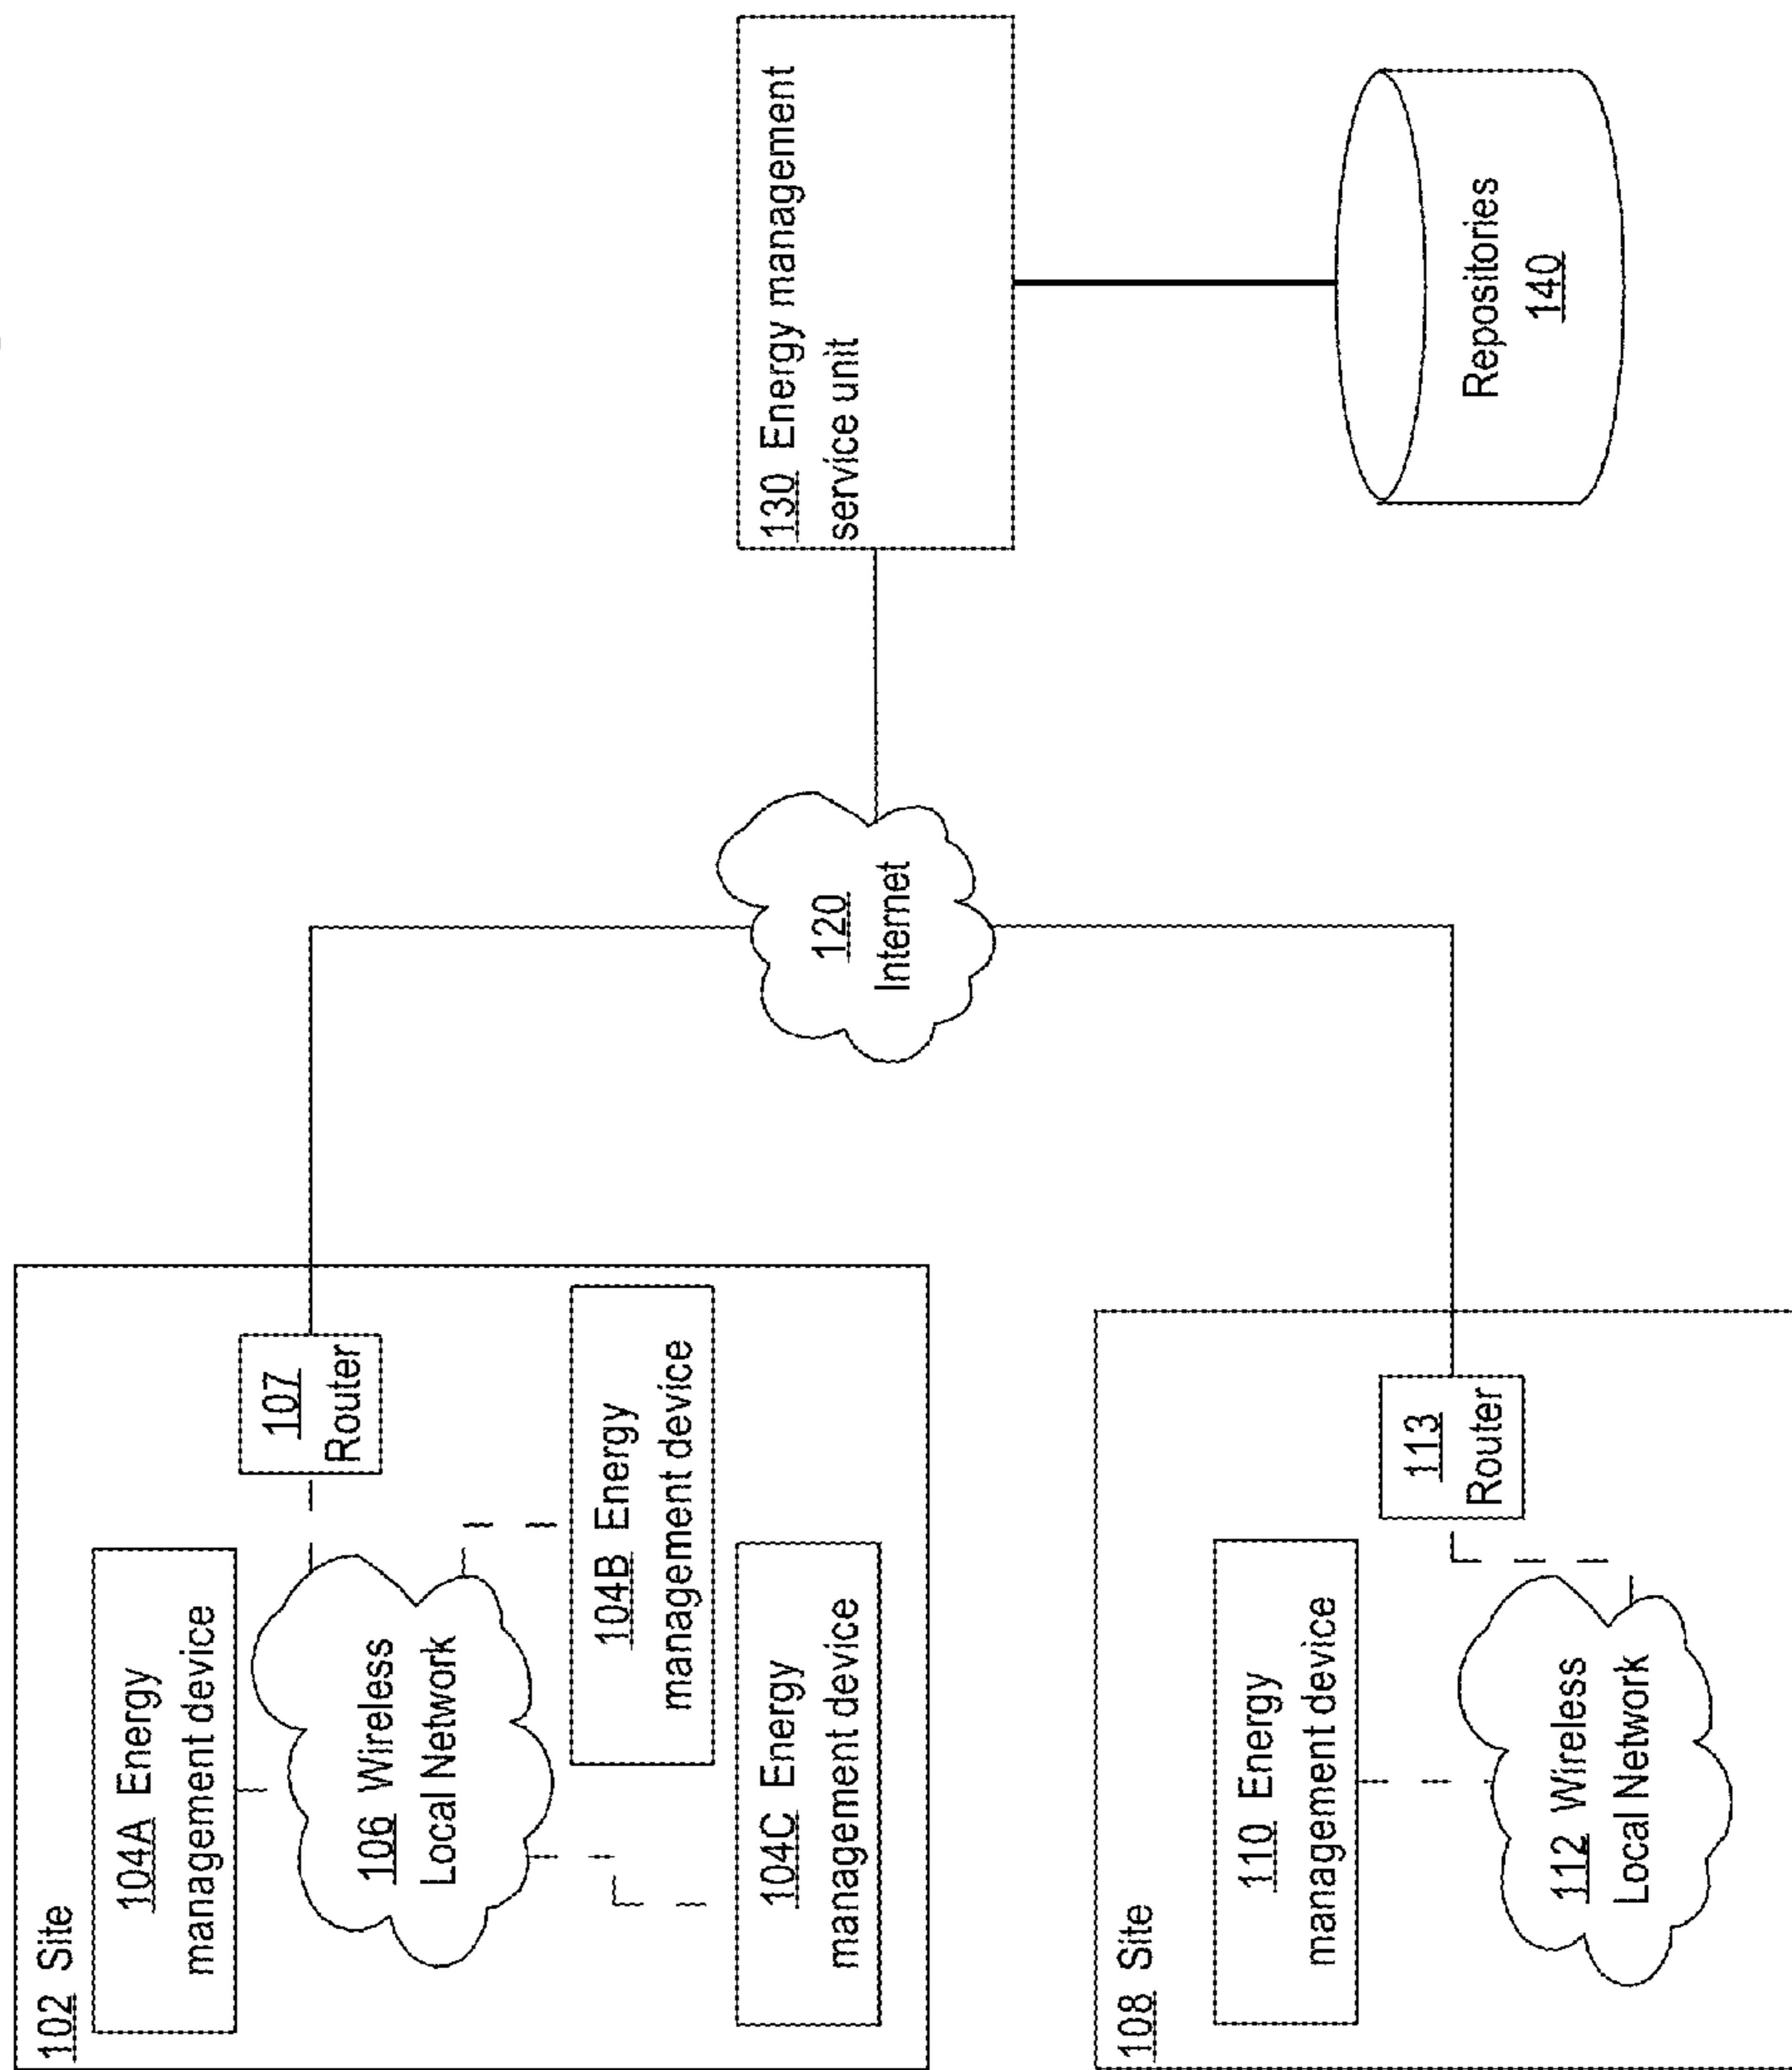 102 Site
104A Energy
management device
106 Wireless
Local Network
107
Router
104B Energy
management device
104C Energy
management device
108 Site
110 Energy
management device
112 Wireless
Local Network
113
Router
120
Internet
130 Energy management
service unit
Repositories
140